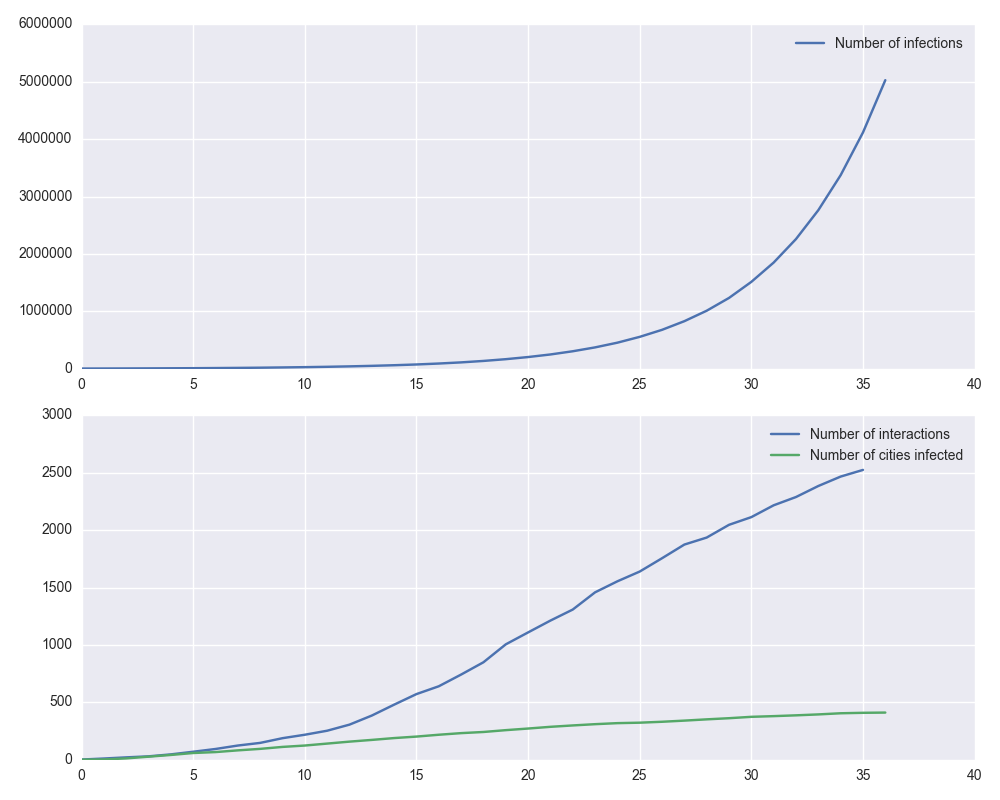 6000000
Number of infections
5000000
4000000
3000000
2000000
1000000
0
0 5 10 15 20 25 30 35 40
3000
Number of interactions
Number of cities infected
2500
2000
1500
1000
500
0
0 5 10 15 20 25 30 35 40